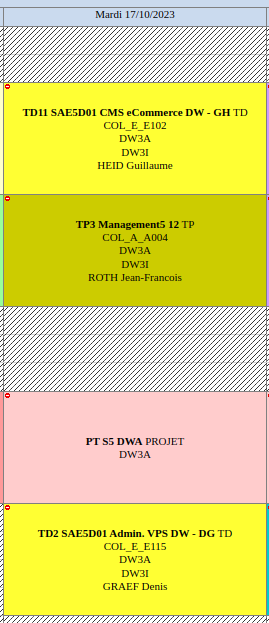 Mardi 17/10/2023
TD11 SAE5D01 CMS eCommerce DW - GH TD
COL_E_E102
DW3A
DW3I
HEID Guillaume
TP3 Management5 12 TP
COL_A_A004
DW3A
DW3I
ROTH Jean-Francois
PT S5 DWA PROJET
DW3A
TD2 SAE5D01 Admin. VPS DW - DG TD
COL_E_E115
DW3A
DW3I
GRAEF Denis